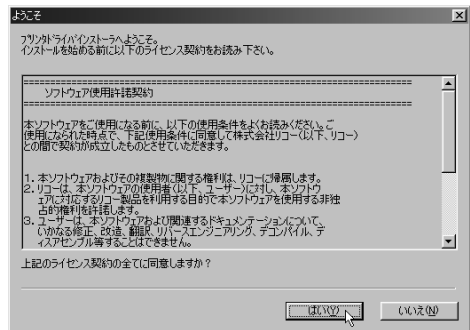 ようこそ
プリンタドライバインストーラへようこそ。
インストールを始める前に以下のライセンス契約をお読み下さい。
ソフトウェア使用許諾契約
本ソフトウェアをご使用になる前に、以下の使用条件をよくお読みください。ご
使用になられた時点で、下記使用条件に同意して株式会社リコー(以下、リコー)
との間で契約が成立したものとさせていただきます。
1. 本ソフトウェアおよびその複製物に関する権利は、リコーに帰属します。
2. リコーは、本ソフトウェアの使用者(以下、ユーザー)に対し、本ソフトウ
ェアに対応するリコー製品を利用する目的で本ソフトウェアを使用する非独
占的権利を許諾します。
3. ユーザーは、本ソフトウェアおよび関連するドキュメンテーションについて、
いかなる修正、改造、翻訳、リバースエンジニアリング、デコンパイル、デ
ィスアセンブル等することはできません。
上記のライセンス契約の全てに同意しますか?
はい(Y)
いいえ(N)